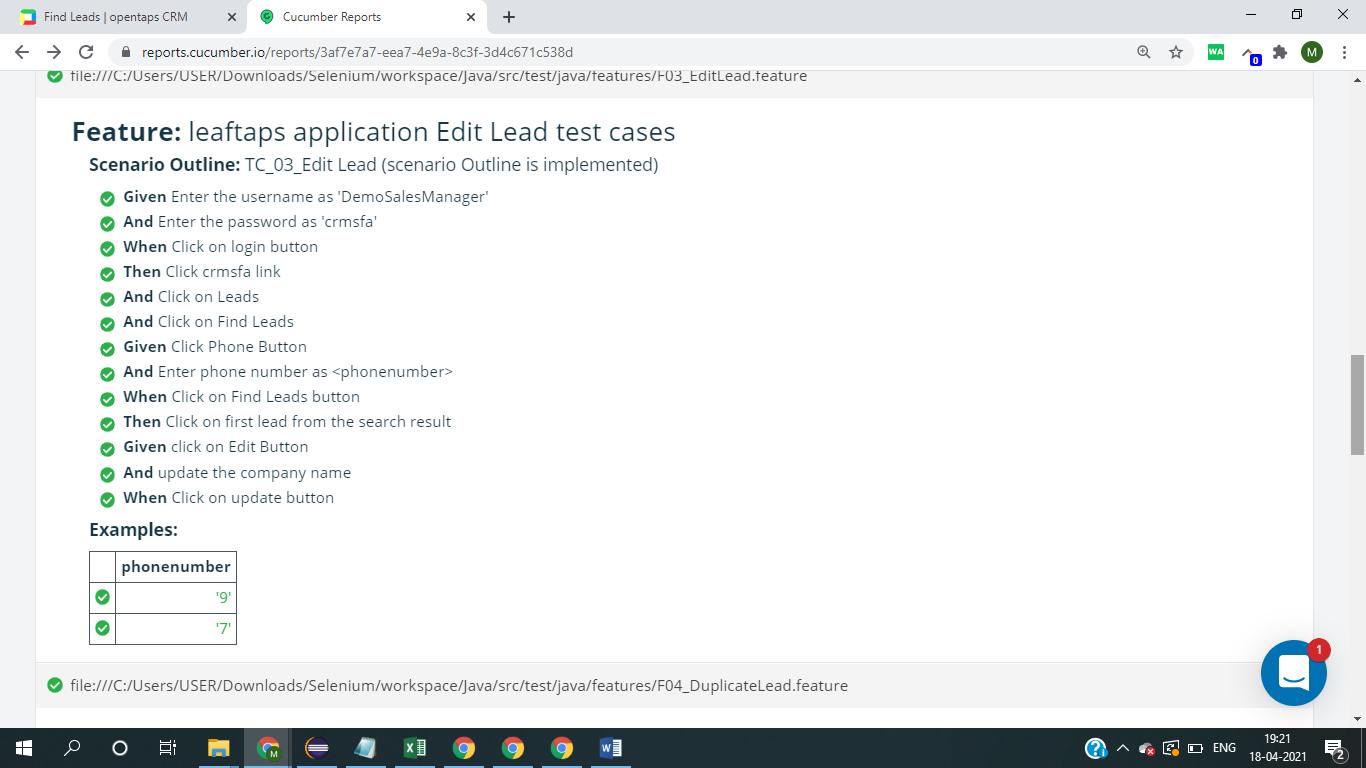 Find Leads | opentaps CRM
Cucumber Reports
reports.cucumber.io/reports/3af7e7a7-eea7-4e9a-8c3f-3d4c671c538d
WA
0
M
file:///C:/Users/USER/Downloads/Selenium/workspace/Java/src/test/java/features/F03_EditLead.feature
Feature: leaftaps application Edit Lead test cases
Scenario Outline: TC_03_Edit Lead (scenario Outline is implemented)
Given Enter the username as 'DemoSalesManager'
And Enter the password as 'crmsfa'
When Click on login button
Then Click crmsfa link
And Click on Leads
And Click on Find Leads
Given Click Phone Button
And Enter phone number as <phonenumber>
When Click on Find Leads button
Then Click on first lead from the search result
Given click on Edit Button
And update the company name
When Click on update button
Examples:
phonenumber
'9'
'7'
1
file:///C:/Users/USER/Downloads/Selenium/workspace/Java/src/test/java/features/F04_DuplicateLead.feature
M
ENG
19:21
18-04-2021
2